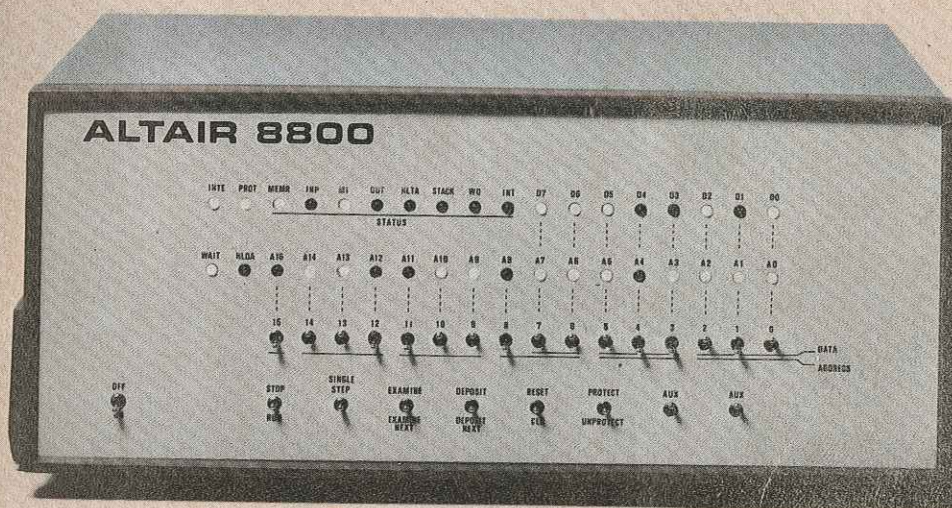 ALTAIR 8800
INTE PROT MEMR INP MI OUT HLTA STACK WO INT D7 D6 D5 D4 D3 D2 D1 D0
STATUS
WAIT HLDA A15 A14 A13 A12 A11 A10 A9 A8 A7 A6 A5 A4 A3 A2 A1 A0
15 14 13 12 11 10 9 8 7 6 5 4 3 2 1 0
DATA
ADDRESS
OFF STOP SINGLE STEP EXAMINE DEPOSIT RESET PROTECT AUX AUX
RUN EXAMINE NEXT DEPOSIT NEXT CLR UNPROTECT